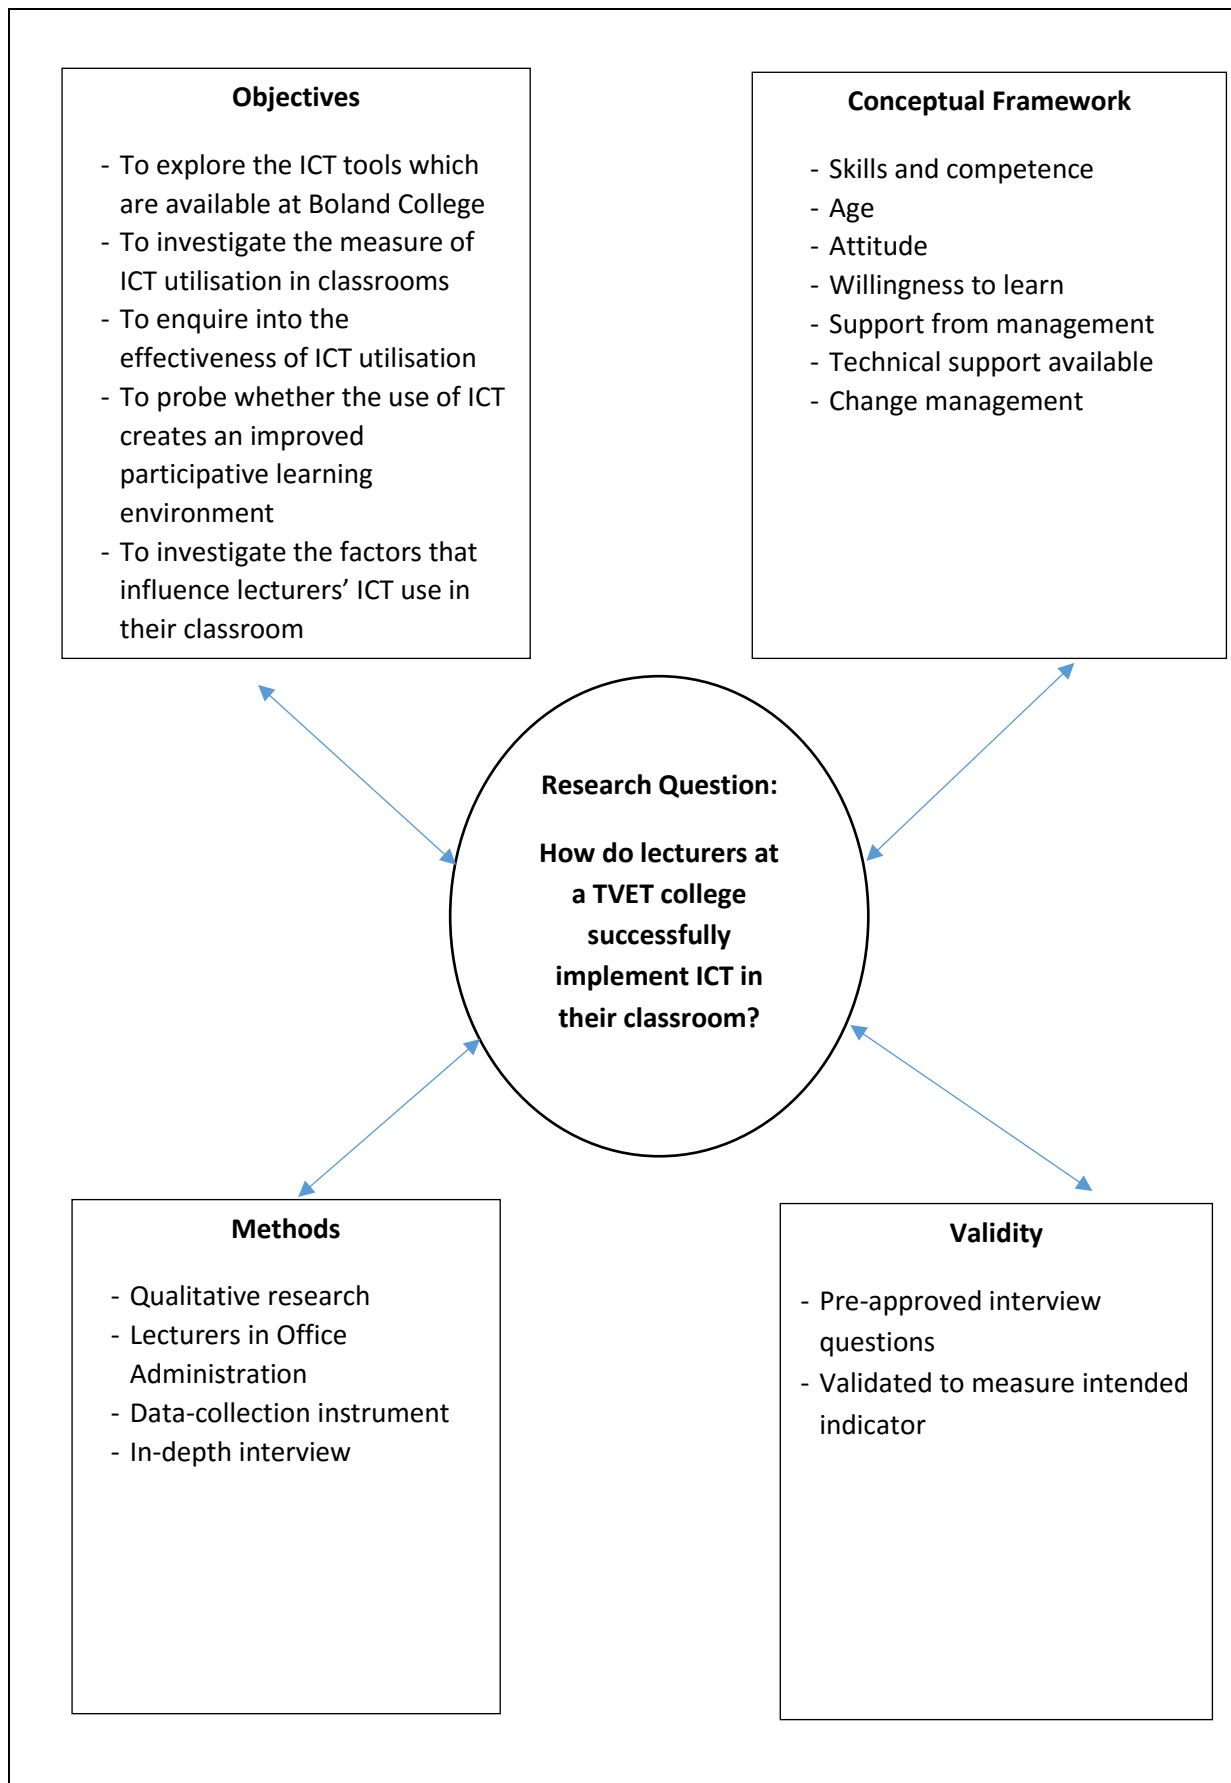 Objectives
- To explore the ICT tools which
are available at Boland College
- To investigate the measure of
ICT utilisation in classrooms
- To enquire into the
effectiveness of ICT utilisation
- To probe whether the use of ICT
creates an improved
participative learning
environment
- To investigate the factors that
influence lecturers’ ICT use in
their classroom
Conceptual Framework
- Skills and competence
- Age
- Attitude
- Willingness to learn
- Support from management
- Technical support available
- Change management
Research Question:
How do lecturers at
a TVET college
successfully
implement ICT in
their classroom?
Methods
- Qualitative research
- Lecturers in Office
Administration
- Data-collection instrument
- In-depth interview
Validity
- Pre-approved interview
questions
- Validated to measure intended
indicator